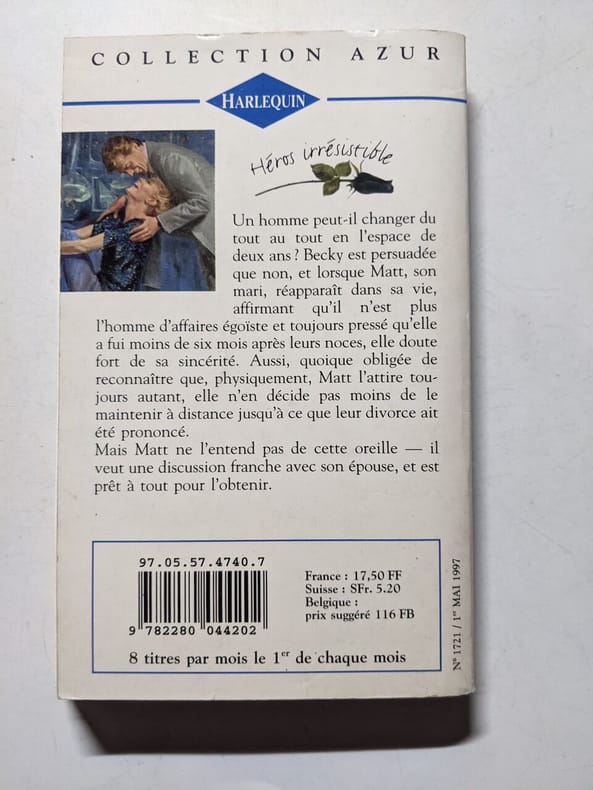 COLLECTION AZUR
HARLEQUIN
Héros irrésistible
Un homme peut-il changer du
tout au tout en l'espace de
deux ans ? Becky est persuadée
que non, et lorsque Matt, son
mari, réapparaît dans sa vie,
affirmant qu'il n'est plus
l'homme d'affaires égoïste et toujours pressé qu'elle
a fui moins de six mois après leurs noces, elle doute
fort de sa sincérité. Aussi, quoique obligée de
reconnaître que, physiquement, Matt l'attire tou-
jours autant, elle n'en décide pas moins de le
maintenir à distance jusqu'à ce que leur divorce ait
été prononcé.
Mais Matt ne l'entend pas de cette oreille — il
veut une discussion franche avec son épouse, et est
prêt à tout pour l'obtenir.
97.05.57.4740.7
9 782280 044202
France : 17,50 FF
Suisse : SFr. 5.20
Belgique :
prix suggéré 116 FB
8 titres par mois le 1er de chaque mois
N° 1721 / 1er MAI 1997